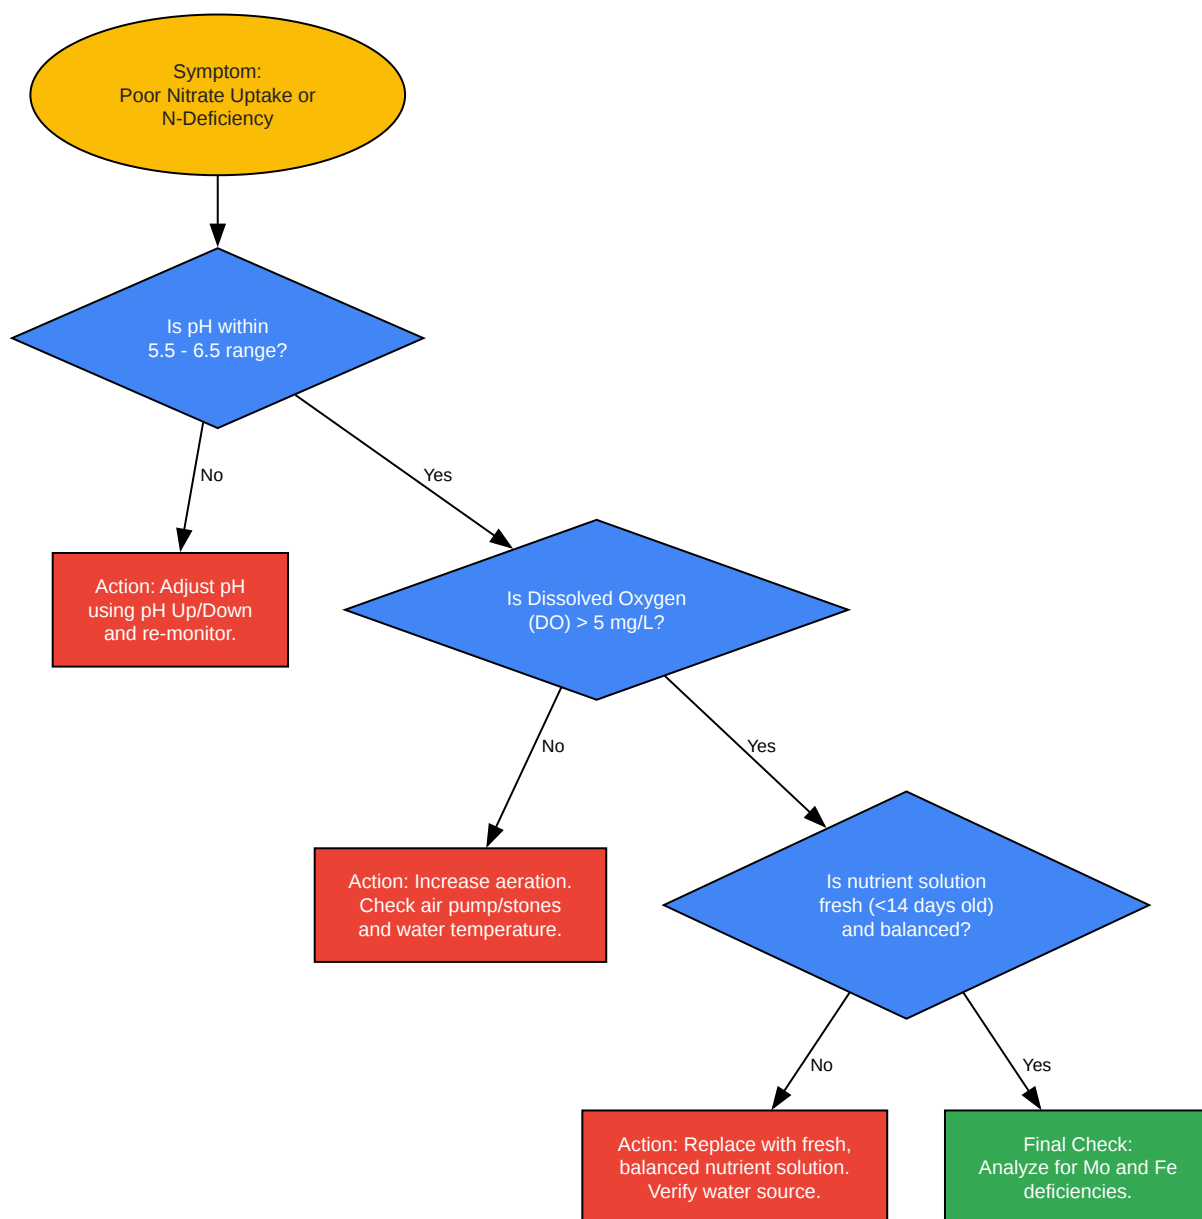 Symptom:
Poor Nitrate Uptake or
N-Deficiency
Is pH within
5.5 - 6.5 range?
No
Yes
Action: Adjust pH
using pH Up/Down
and re-monitor.
Is Dissolved Oxygen
(DO) > 5 mg/L?
No
Yes
Action: Increase aeration.
Check air pump/stones
and water temperature.
Is nutrient solution
fresh (<14 days old)
and balanced?
No
Yes
Action: Replace with fresh,
balanced nutrient solution.
Verify water source.
Final Check:
Analyze for Mo and Fe
deficiencies.